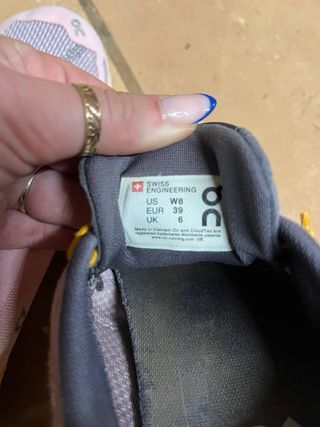 SWISS
ENGINEERING
US W8
EUR 39
UK 6
Made in Vietnam. On and CloudTec are
registered trademarks Worldwide patents
www.on-running.com
On